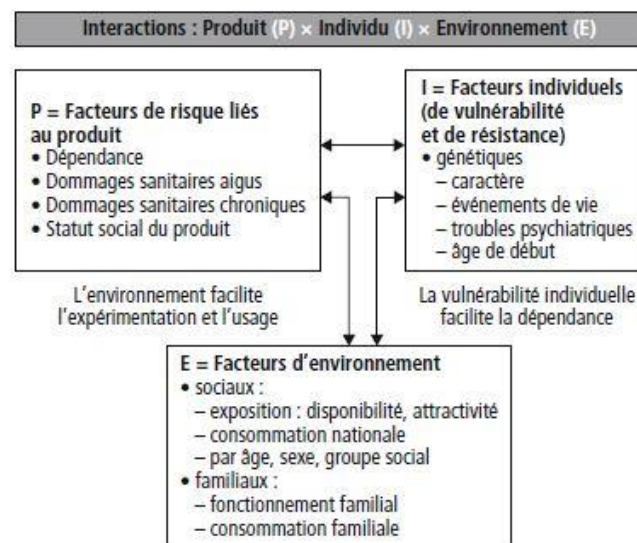 Interactions : Produit (P) × Individu (I) × Environnement (E)
P = Facteurs de risque liés
au produit
• Dépendance
• Dommages sanitaires aigus
• Dommages sanitaires chroniques
• Statut social du produit
I = Facteurs individuels
(de vulnérabilité
et de résistance)
• génétiques
– caractère
– événements de vie
– troubles psychiatriques
– âge de début
L'environnement facilite
l'expérimentation et l'usage
La vulnérabilité individuelle
facilite la dépendance
E = Facteurs d'environnement
• sociaux :
– exposition : disponibilité, attractivité
– consommation nationale
– par âge, sexe, groupe social
• familiaux :
– fonctionnement familial
– consommation familiale